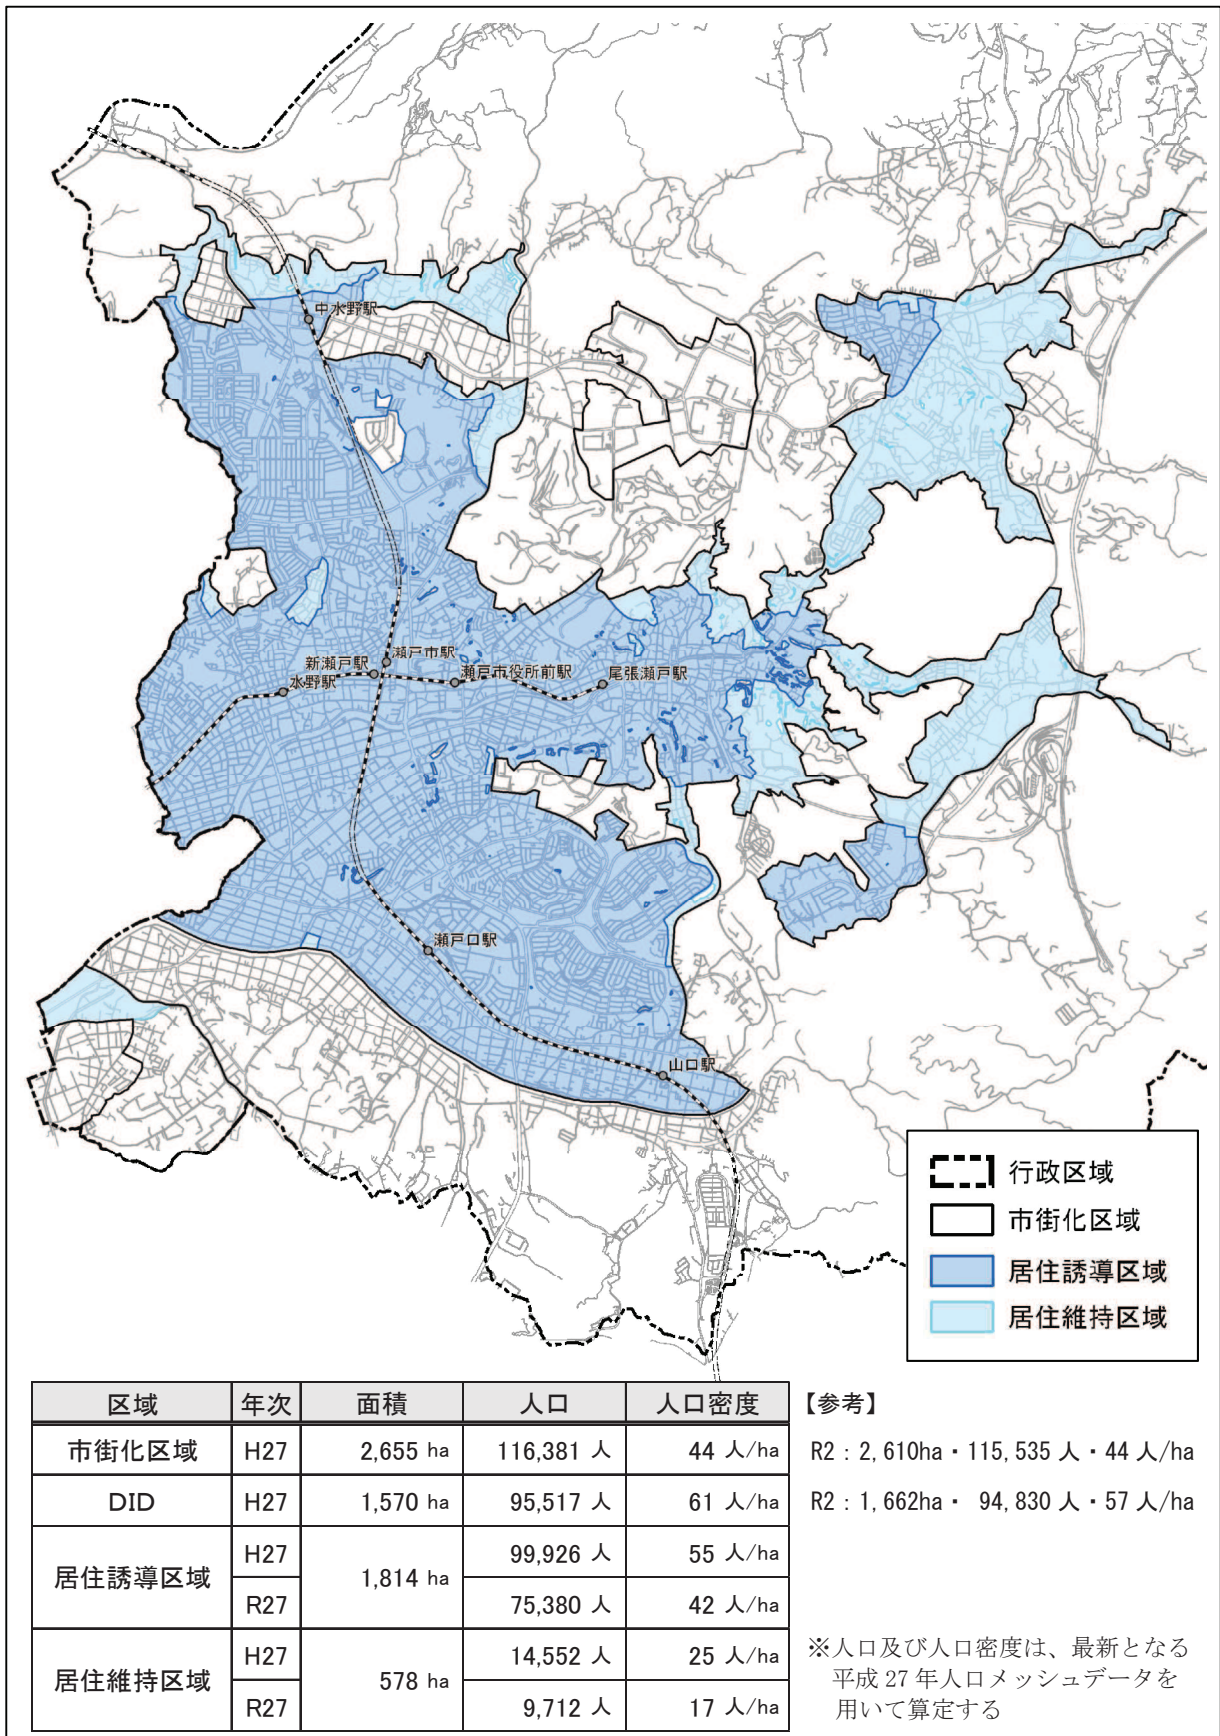 中水野駅
瀬戸市駅
新瀬戸駅
水野駅
瀬戸市役所前駅
尾張瀬戸駅
瀬戸口駅
山口駅
行政区域
市街化区域
居住誘導区域
居住維持区域
区域 年次 面積 人口 人口密度
市街化区域 H27 2,655 ha 116,381 人 44 人/ha
DID H27 1,570 ha 95,517 人 61 人/ha
居住誘導区域 H27 1,814 ha 99,926 人 55 人/ha
R27 75,380 人 42 人/ha
居住維持区域 H27 578 ha 14,552 人 25 人/ha
R27 9,712 人 17 人/ha
【参考】
R2：2,610ha・115,535 人・44 人/ha
R2：1,662ha・ 94,830 人・57 人/ha
※人口及び人口密度は、最新となる
平成 27 年人口メッシュデータを
用いて算定する